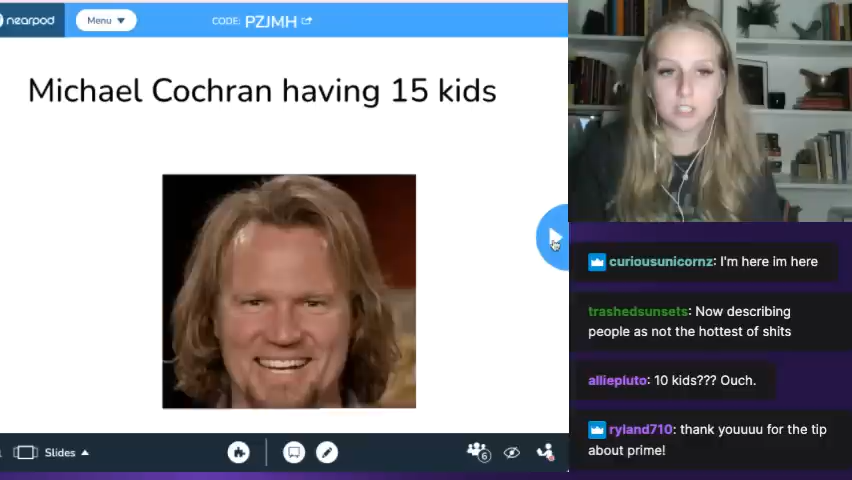 nearpod
Menu
CODE: PZJMH
Michael Cochran having 15 kids
curiousunicornz: I'm here im here
trashedsunsets: Now describing
people as not the hottest of shits
alliepluto: 10 kids??? Ouch.
ryland710: thank youuuu for the tip
about prime!
Slides
6